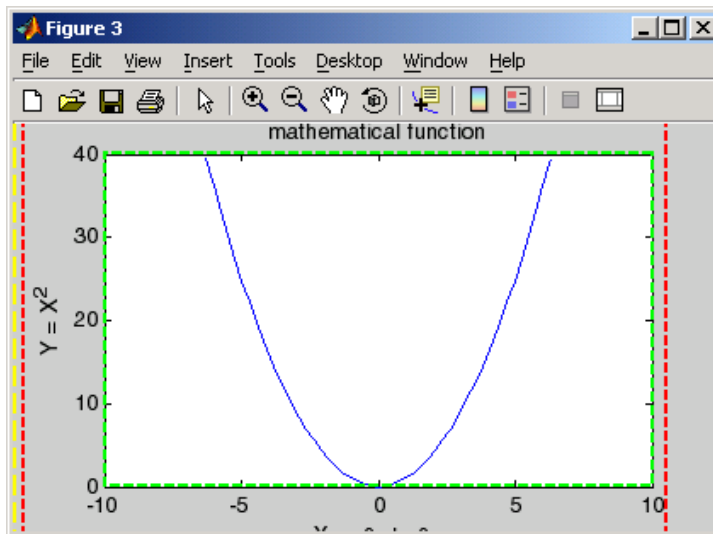 Figure 3
File Edit View Insert Tools Desktop Window Help
mathematical function
40
30
20
10
0
Y = X2
-10 -5 0 5 10